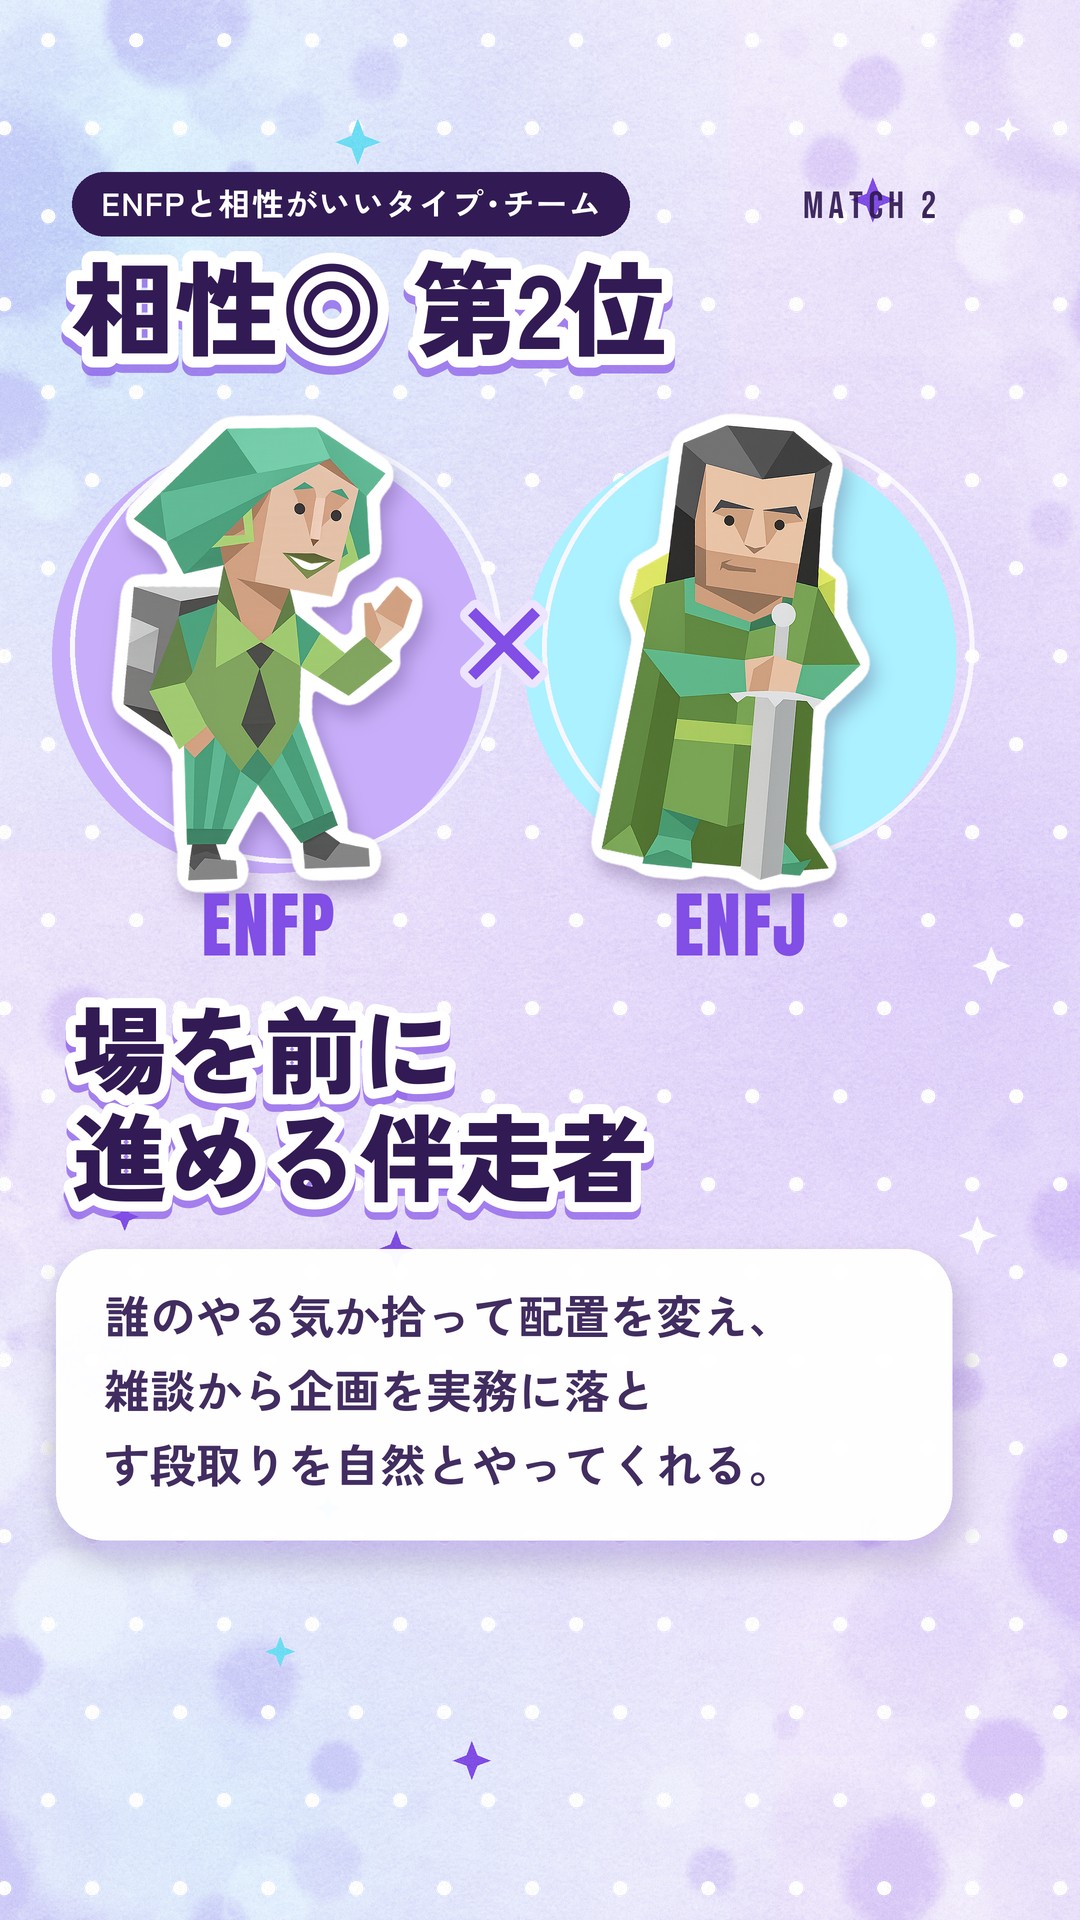 ENFPと相性がいいタイプ・チーム
MATCH 2
相性◎ 第2位
×
ENFP
ENFJ
場を前に
進める伴走者
誰のやる気か拾って配置を変え、
雑談から企画を実務に落と
す段取りを自然とやってくれる。